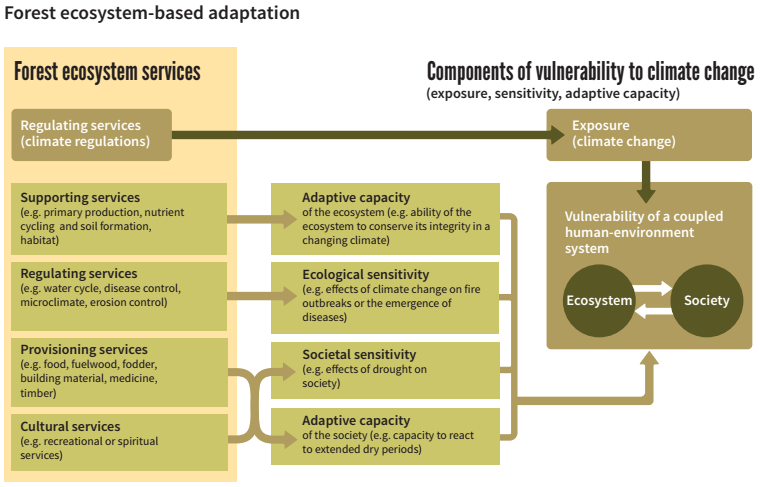 Forest ecosystem-based adaptation
Forest ecosystem services
Components of vulnerability to climate change
(exposure, sensitivity, adaptive capacity)
Regulating services
(climate regulations)
Exposure
(climate change)
Supporting services
(e.g. primary production, nutrient
cycling and soil formation,
habitat)
Adaptive capacity
of the ecosystem (e.g. ability of the
ecosystem to conserve its integrity in a
changing climate)
Vulnerability of a coupled
human-environment
system
Regulating services
(e.g. water cycle, disease control,
microclimate, erosion control)
Ecological sensitivity
(e.g. effects of climate change on fire
outbreaks or the emergence of
diseases)
Ecosystem
Society
Provisioning services
(e.g. food, fuelwood, fodder,
building material, medicine,
timber)
Societal sensitivity
(e.g. effects of drought on
society)
Cultural services
(e.g. recreational or spiritual
services)
Adaptive capacity
of the society (e.g. capacity to react
to extended dry periods)